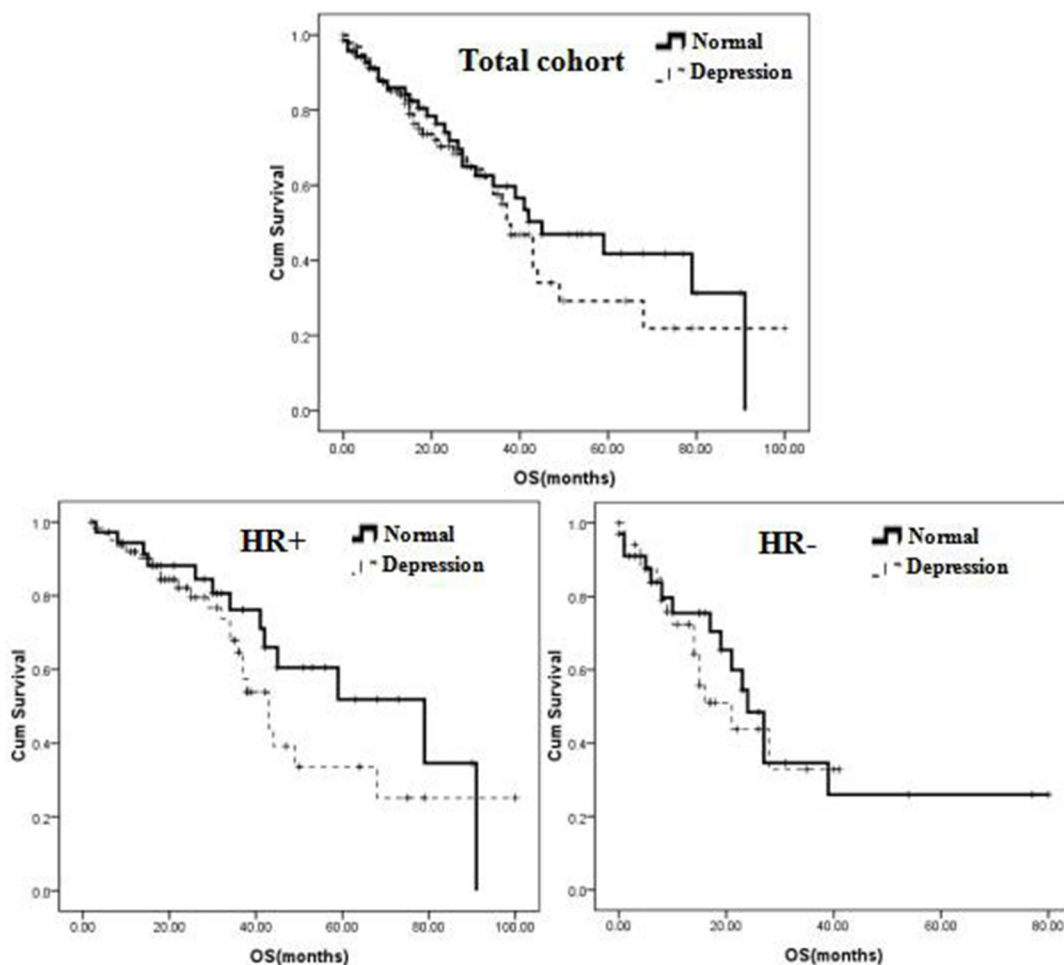 Total cohort
Normal
Depression
1.0
0.8
0.6
0.4
0.2
0.0
Cum Survival
0.00 20.00 40.00 60.00 80.00 100.00
OS(months)
HR+
Normal
Depression
1.0
0.8
0.6
0.4
0.2
0.0
Cum Survival
0.00 20.00 40.00 60.00 80.00 100.00
OS(months)
HR-
Normal
Depression
1.0
0.8
0.6
0.4
0.2
0.0
Cum Survival
0.00 20.00 40.00 60.00 80.00
OS(months)